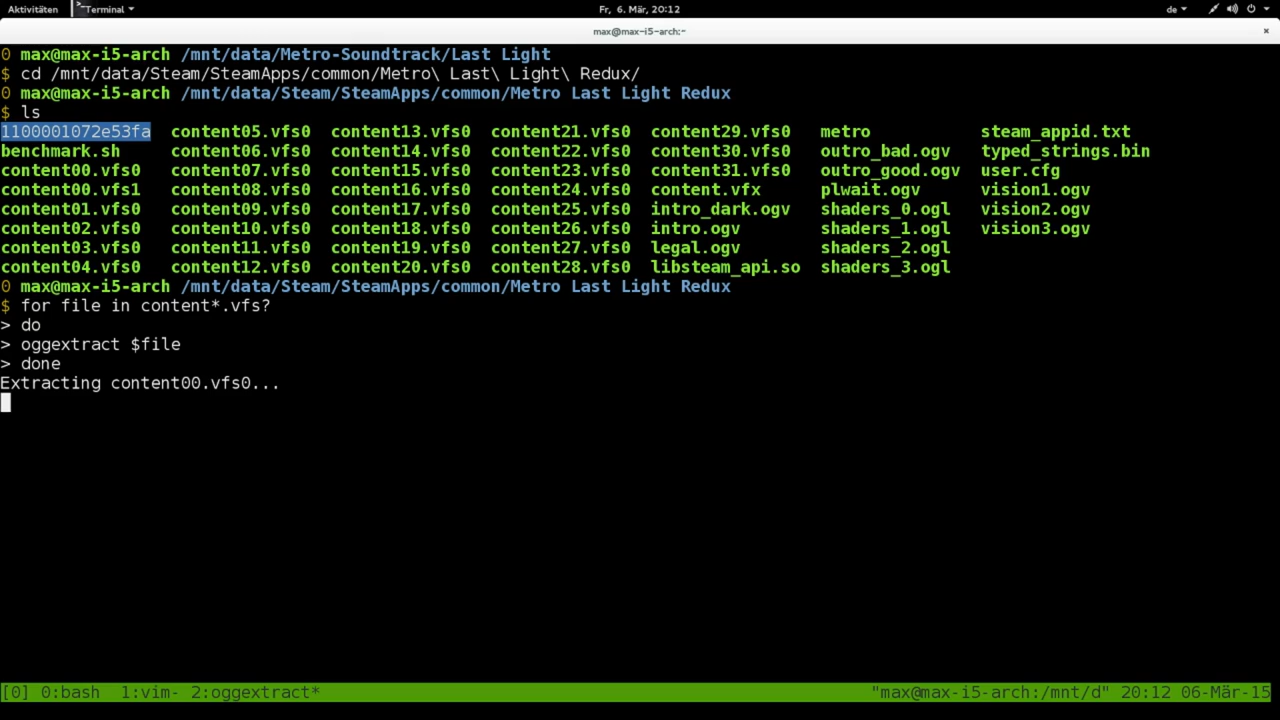 Aktivitäten Terminal Fr, 6. Mär, 20:12 de
max@max-i5-arch:~
0 max@max-i5-arch /mnt/data/Metro-Soundtrack/Last Light
$ cd /mnt/data/Steam/SteamApps/common/Metro\ Last\ Light\ Redux/
0 max@max-i5-arch /mnt/data/Steam/SteamApps/common/Metro Last Light Redux
$ ls
1100001072e53fa content05.vfs0 content13.vfs0 content21.vfs0 content29.vfs0 metro steam_appid.txt
benchmark.sh content06.vfs0 content14.vfs0 content22.vfs0 content30.vfs0 outro_bad.ogv typed_strings.bin
content00.vfs0 content07.vfs0 content15.vfs0 content23.vfs0 content31.vfs0 outro_good.ogv user.cfg
content00.vfs1 content08.vfs0 content16.vfs0 content24.vfs0 content.vfx plwait.ogv vision1.ogv
content01.vfs0 content09.vfs0 content17.vfs0 content25.vfs0 intro_dark.ogv shaders_0.ogl vision2.ogv
content02.vfs0 content10.vfs0 content18.vfs0 content26.vfs0 intro.ogv shaders_1.ogl vision3.ogv
content03.vfs0 content11.vfs0 content19.vfs0 content27.vfs0 legal.ogv shaders_2.ogl
content04.vfs0 content12.vfs0 content20.vfs0 content28.vfs0 libsteam_api.so shaders_3.ogl
0 max@max-i5-arch /mnt/data/Steam/SteamApps/common/Metro Last Light Redux
$ for file in content*.vfs?
> do
> oggextract $file
> done
Extracting content00.vfs0...
[0] 0:bash 1:vim- 2:oggextract* "max@max-i5-arch:/mnt/d" 20:12 06-Mär-15